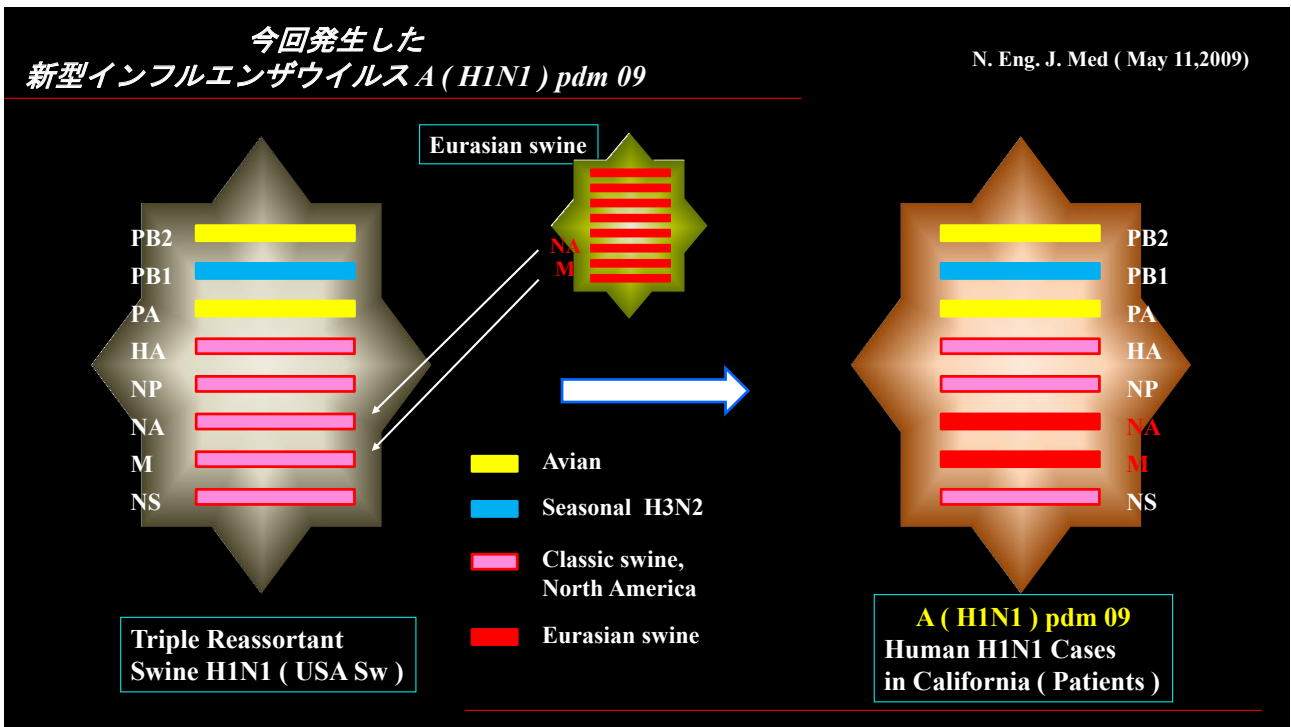 今回発生した
新型インフルエンザウイルス A ( H1N1 ) pdm 09
N. Eng. J. Med ( May 11,2009)
Eurasian swine
NA
M
PB2
PB1
PA
HA
NP
NA
M
NS
PB2
PB1
PA
HA
NP
NA
M
NS
Avian
Seasonal H3N2
Classic swine,
North America
Eurasian swine
Triple Reassortant
Swine H1N1 ( USA Sw )
A ( H1N1 ) pdm 09
Human H1N1 Cases
in California ( Patients )